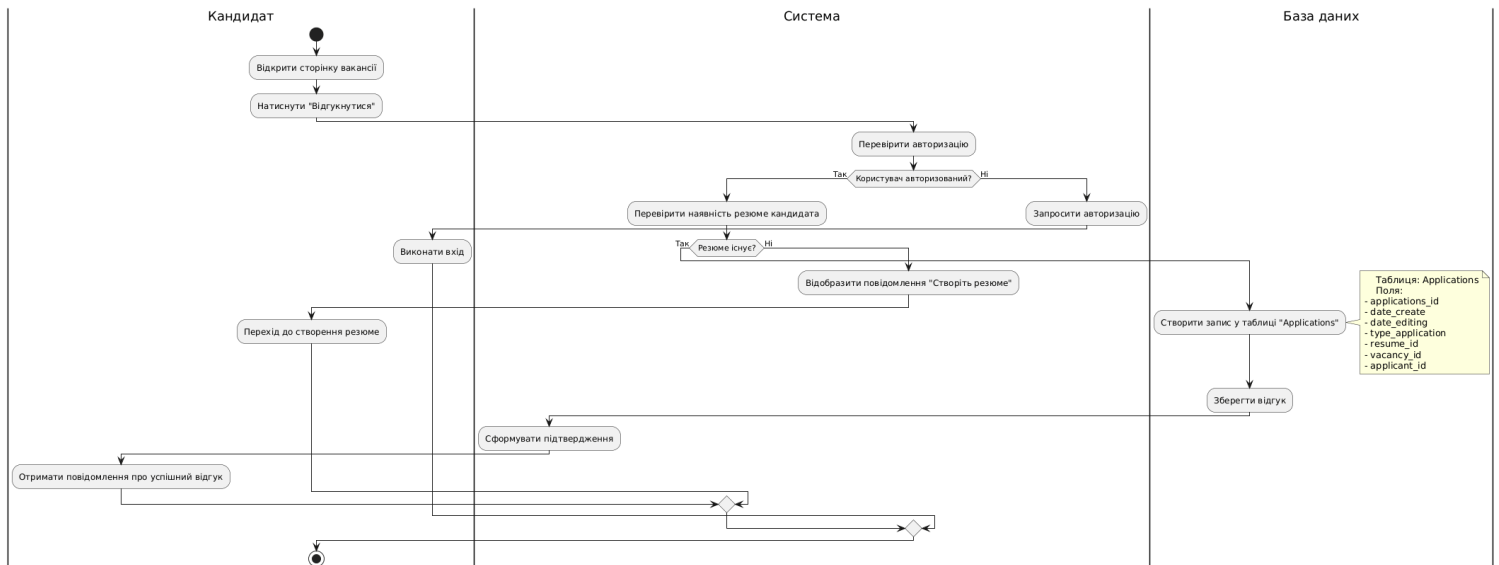 Кандидат
Система
База даних
Відкрити сторінку вакансії
Натиснути "Відгукнутися"
Перевірити авторизацію
Так
Користувач авторизований?
Ні
Перевірити наявність резюме кандидата
Запросити авторизацію
Виконати вхід
Так
Резюме існує?
Ні
Відобразити повідомлення "Створіть резюме"
Перехід до створення резюме
Створити запис у таблиці "Applications"
Таблиця: Applications
Поля:
- applications_id
- date_create
- date_editing
- type_application
- resume_id
- vacancy_id
- applicant_id
Зберегти відгук
Сформувати підтвердження
Отримати повідомлення про успішний відгук